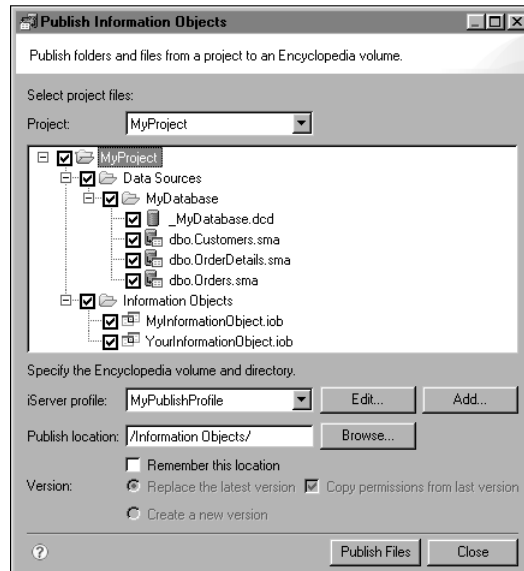 Publish Information Objects
Publish folders and files from a project to an Encyclopedia volume.
Select project files:
Project: MyProject
MyProject
Data Sources
MyDatabase
_MyDatabase.dcd
dbo.Customers.sma
dbo.OrderDetails.sma
dbo.Orders.sma
Information Objects
MyInformationObject.iob
YourInformationObject.iob
Specify the Encyclopedia volume and directory.
iServer profile: MyPublishProfile Edit... Add...
Publish location: /Information Objects/ Browse...
Remember this location
Version: Replace the latest version Copy permissions from last version
Create a new version
? Publish Files Close